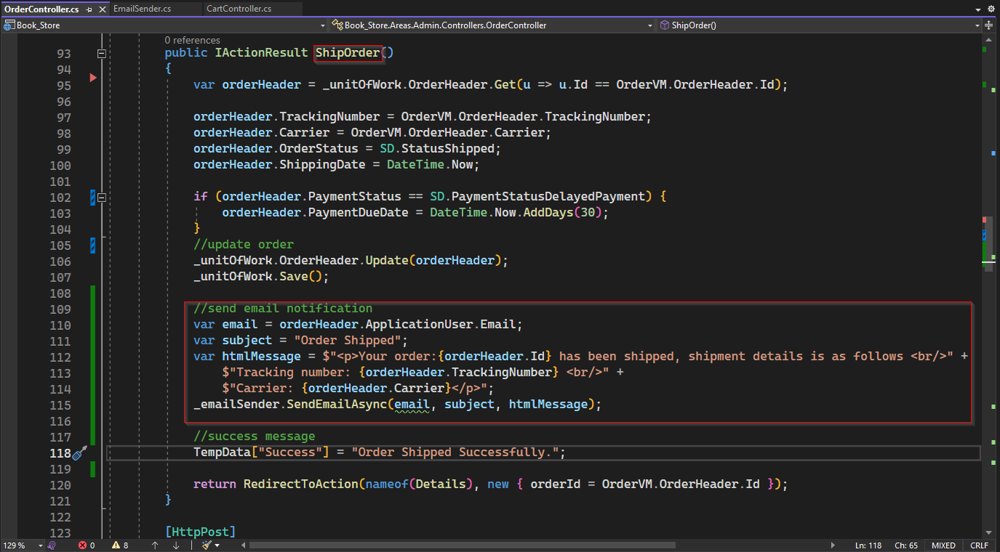 OrderController.cs EmailSender.cs CartController.cs
Book_Store Book_Store.Areas.Admin.Controllers.OrderController ShipOrder()
0 references
93 public IActionResult ShipOrder()
94 {
95 var orderHeader = _unitOfWork.OrderHeader.Get(u => u.Id == OrderVM.OrderHeader.Id);
96
97 orderHeader.TrackingNumber = OrderVM.OrderHeader.TrackingNumber;
98 orderHeader.Carrier = OrderVM.OrderHeader.Carrier;
99 orderHeader.OrderStatus = SD.StatusShipped;
100 orderHeader.ShippingDate = DateTime.Now;
101
102 if (orderHeader.PaymentStatus == SD.PaymentStatusDelayedPayment) {
103 orderHeader.PaymentDueDate = DateTime.Now.AddDays(30);
104 }
105 //update order
106 _unitOfWork.OrderHeader.Update(orderHeader);
107 _unitOfWork.Save();
108
109 //send email notification
110 var email = orderHeader.ApplicationUser.Email;
111 var subject = "Order Shipped";
112 var htmlMessage = $"<p>Your order:{orderHeader.Id} has been shipped, shipment details is as follows <br/>" +
113 $"Tracking number: {orderHeader.TrackingNumber} <br/>" +
114 $"Carrier: {orderHeader.Carrier}</p>";
115 _emailSender.SendEmailAsync(email, subject, htmlMessage);
116
117 //success message
118 TempData["Success"] = "Order Shipped Successfully.";
119
120 return RedirectToAction(nameof(Details), new { orderId = OrderVM.OrderHeader.Id });
121 }
122
123 [HttpPost]
129 % 0 8 Ln: 118 Ch: 65 MIXED CRLF